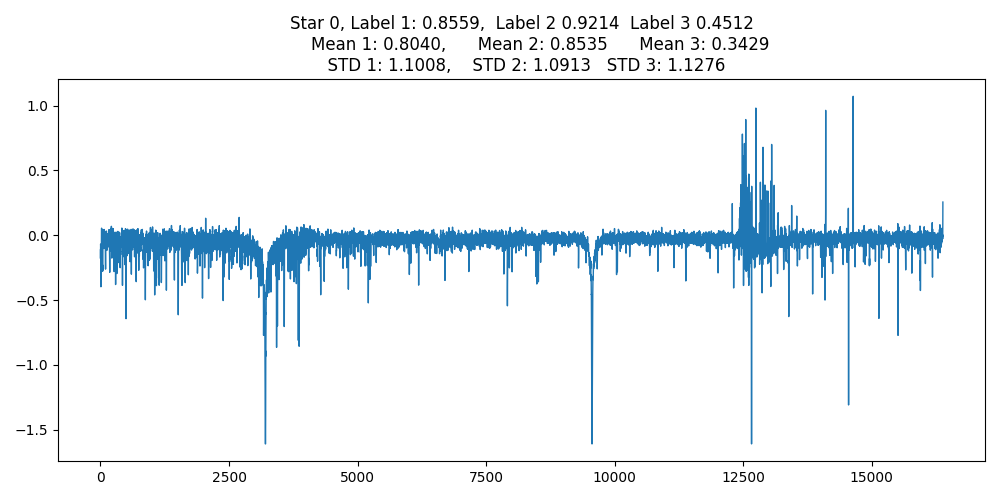 Star 0, Label 1: 0.8559,  Label 2 0.9214  Label 3 0.4512
Mean 1: 0.8040,      Mean 2: 0.8535      Mean 3: 0.3429
STD 1: 1.1008,    STD 2: 1.0913   STD 3: 1.1276
1.0
0.5
0.0
−0.5
−1.0
−1.5
0 2500 5000 7500 10000 12500 15000